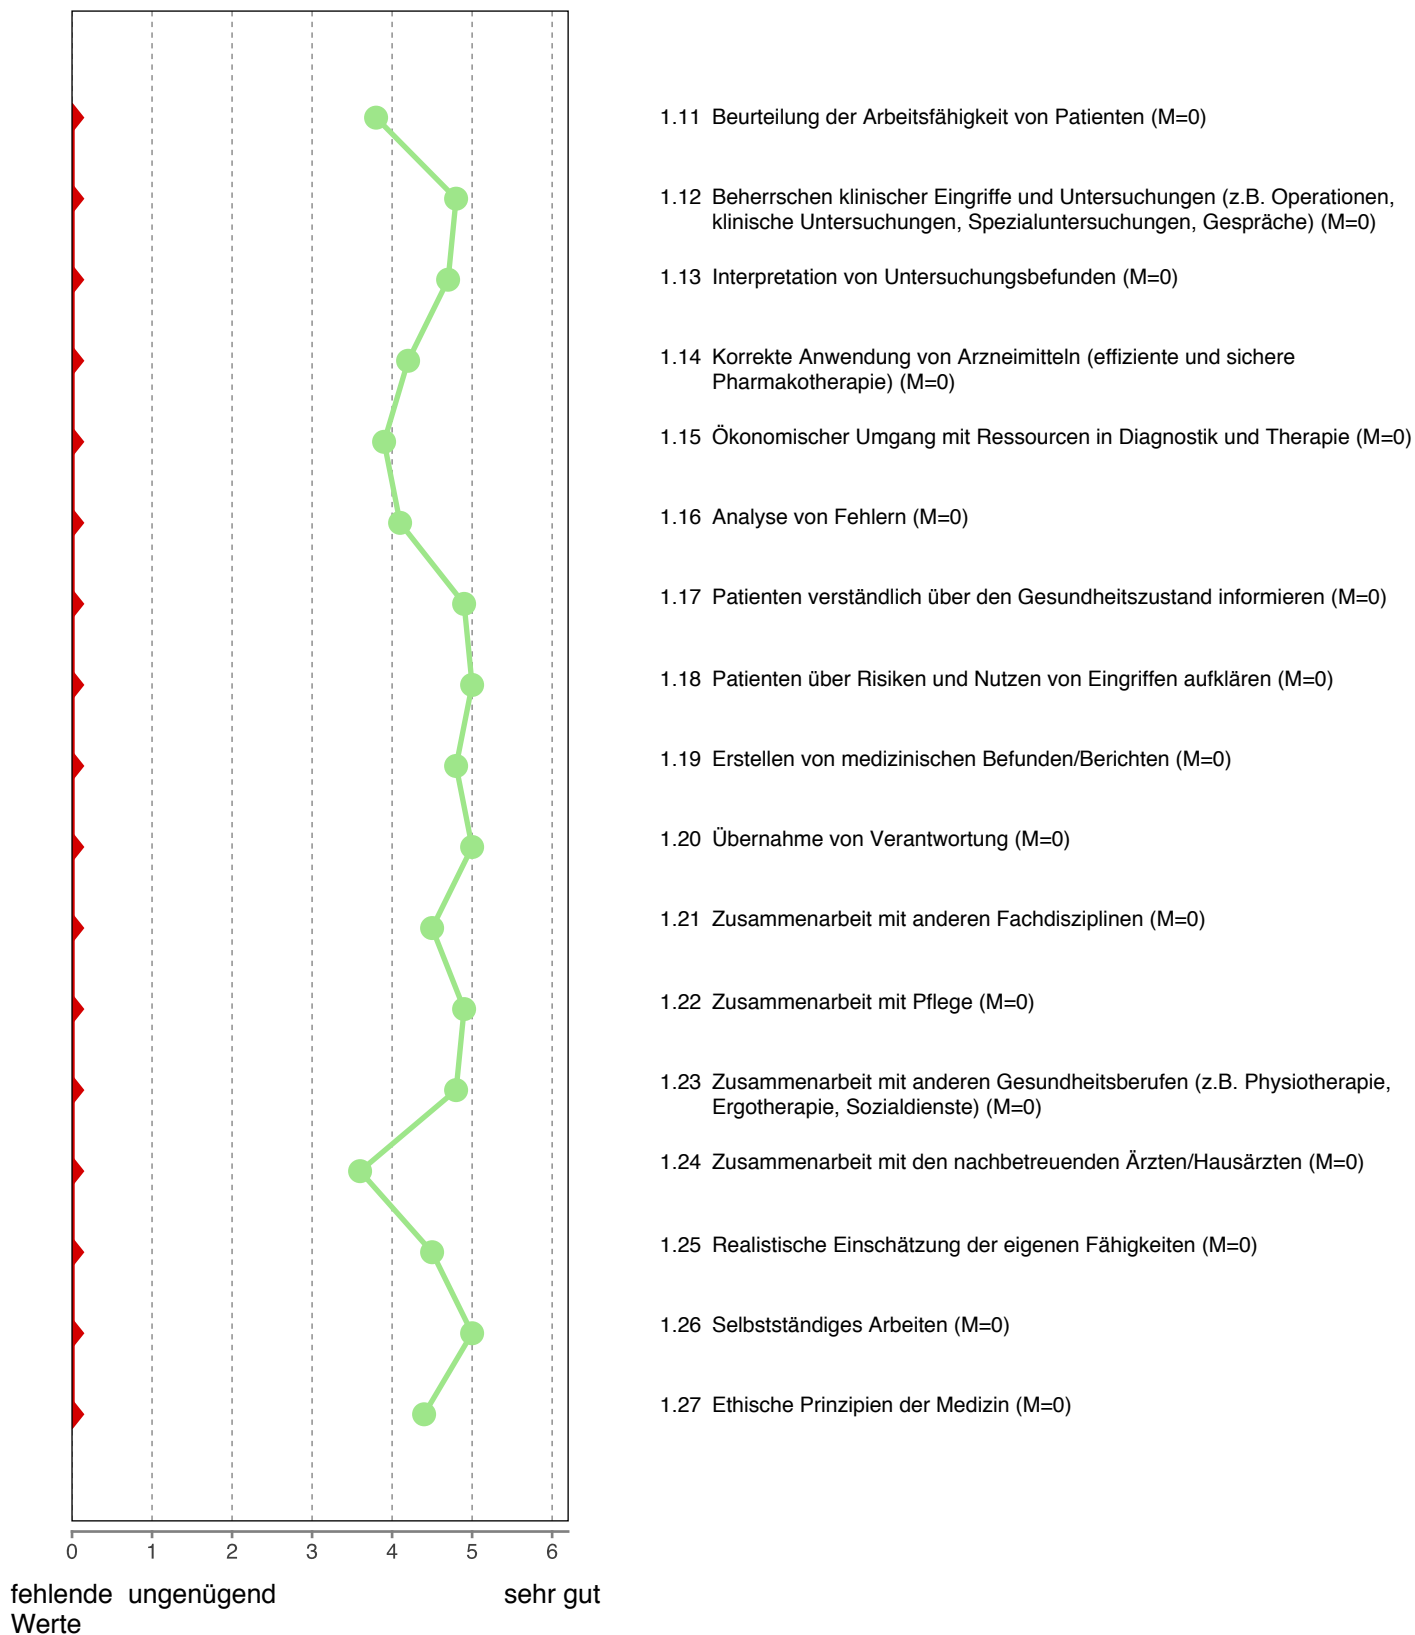 1.11 Beurteilung der Arbeitsfähigkeit von Patienten (M=0)
1.12 Beherrschen klinischer Eingriffe und Untersuchungen (z.B. Operationen,
klinische Untersuchungen, Spezialuntersuchungen, Gespräche) (M=0)
1.13 Interpretation von Untersuchungsbefunden (M=0)
1.14 Korrekte Anwendung von Arzneimitteln (effiziente und sichere
Pharmakotherapie) (M=0)
1.15 Ökonomischer Umgang mit Ressourcen in Diagnostik und Therapie (M=0)
1.16 Analyse von Fehlern (M=0)
1.17 Patienten verständlich über den Gesundheitszustand informieren (M=0)
1.18 Patienten über Risiken und Nutzen von Eingriffen aufklären (M=0)
1.19 Erstellen von medizinischen Befunden/Berichten (M=0)
1.20 Übernahme von Verantwortung (M=0)
1.21 Zusammenarbeit mit anderen Fachdisziplinen (M=0)
1.22 Zusammenarbeit mit Pflege (M=0)
1.23 Zusammenarbeit mit anderen Gesundheitsberufen (z.B. Physiotherapie,
Ergotherapie, Sozialdienste) (M=0)
1.24 Zusammenarbeit mit den nachbetreuenden Ärzten/Hausärzten (M=0)
1.25 Realistische Einschätzung der eigenen Fähigkeiten (M=0)
1.26 Selbstständiges Arbeiten (M=0)
1.27 Ethische Prinzipien der Medizin (M=0)
0 1 2 3 4 5 6
fehlende ungenügend sehr gut
Werte